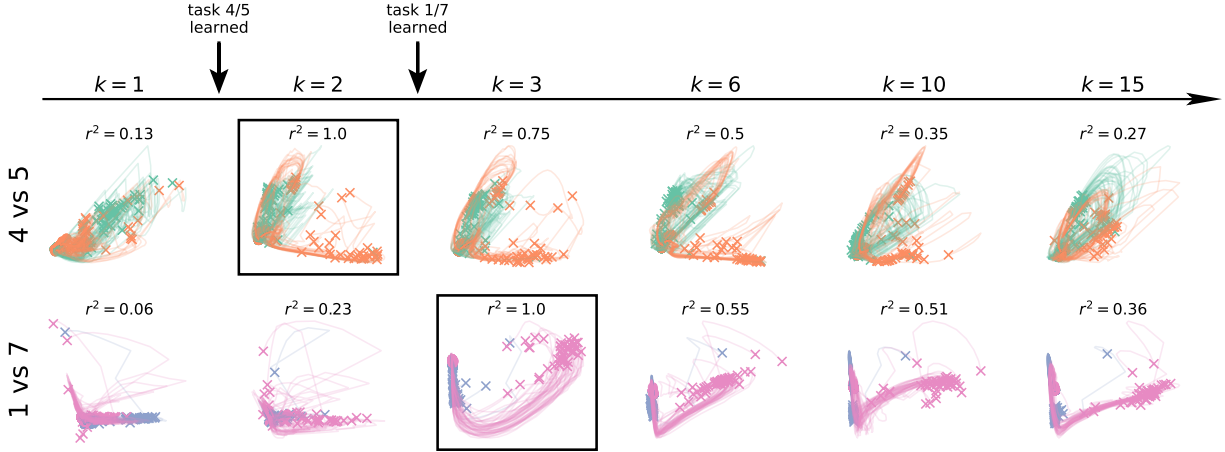 task 4/5
learned
task 1/7
learned
k = 1
k = 2
k = 3
k = 6
k = 10
k = 15
4 vs 5
r² = 0.13
r² = 1.0
r² = 0.75
r² = 0.5
r² = 0.35
r² = 0.27
1 vs 7
r² = 0.06
r² = 0.23
r² = 1.0
r² = 0.55
r² = 0.51
r² = 0.36